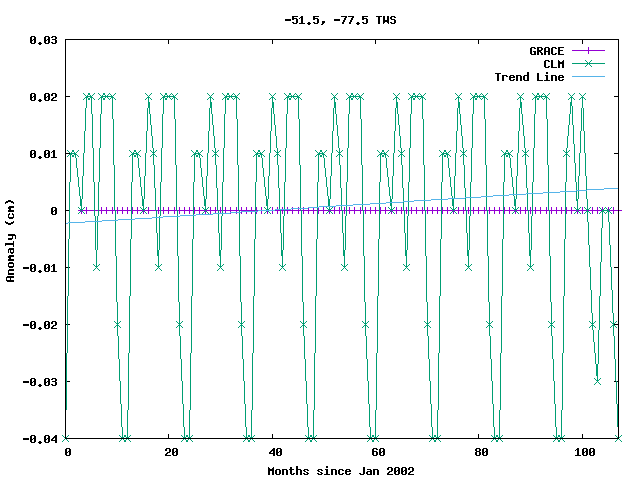 -51.5, -77.5 TWS
GRACE
CLM
Trend Line
0.03
0.02
0.01
0
-0.01
-0.02
-0.03
-0.04
Anomaly (cm)
0 20 40 60 80 100
Months since Jan 2002